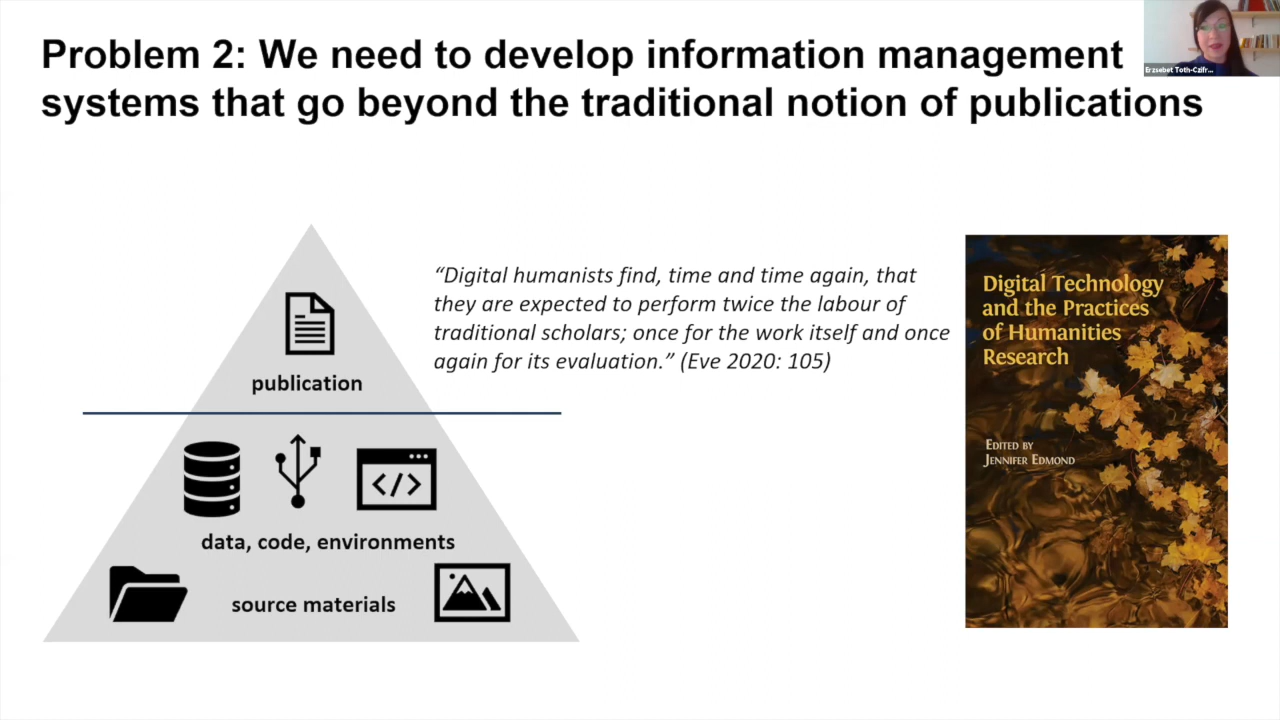 Problem 2: We need to develop information management
systems that go beyond the traditional notion of publications
Erzsebet Toth-Czifr...
“Digital humanists find, time and time again, that
they are expected to perform twice the labour of
traditional scholars; once for the work itself and once
again for its evaluation.” (Eve 2020: 105)
publication
data, code, environments
source materials
Digital Technology
and the Practices
of Humanities
Research
Edited by
Jennifer Edmond